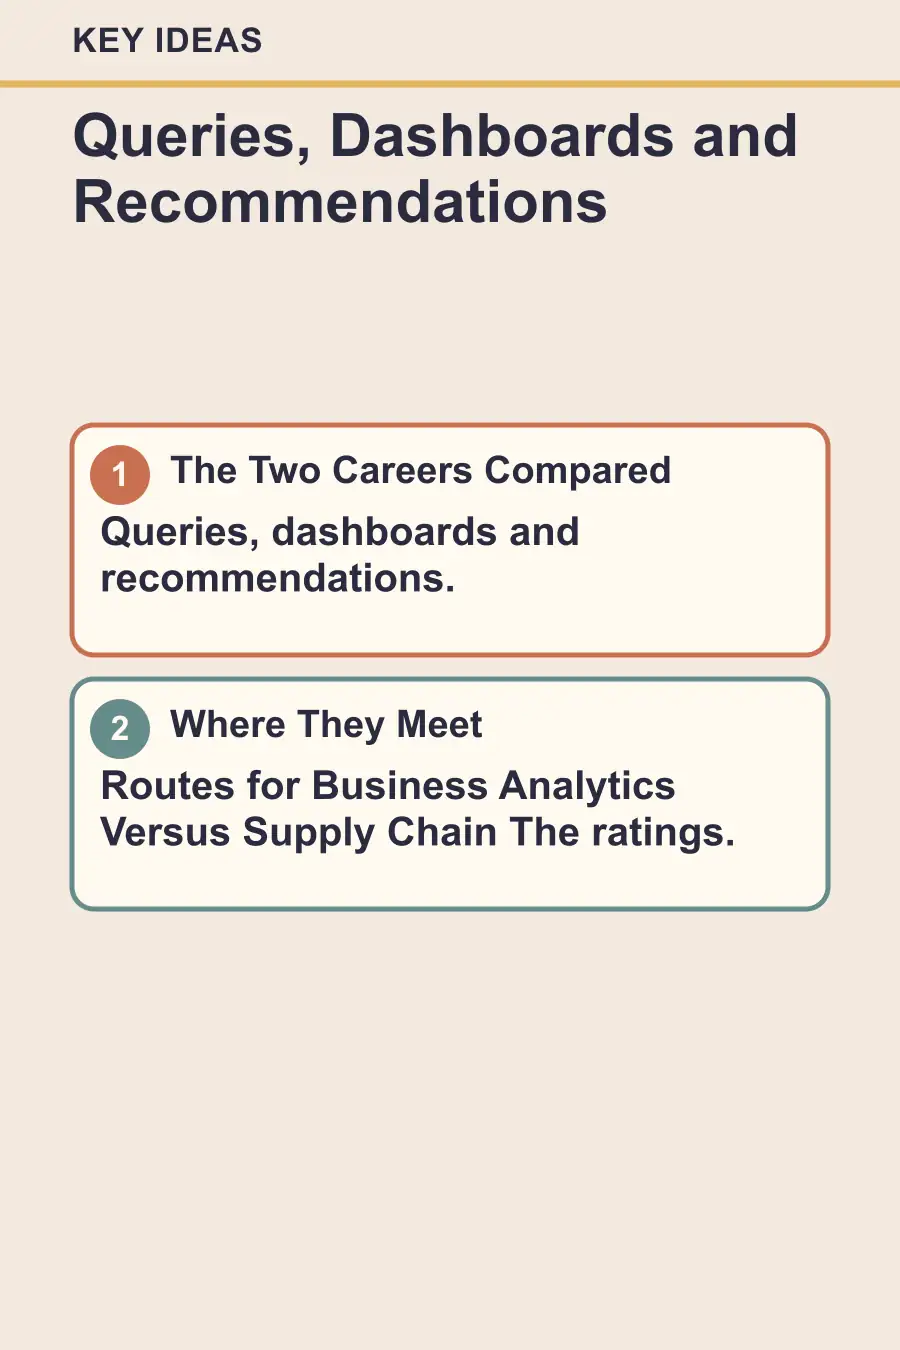 KEY IDEAS
Queries, Dashboards and
Recommendations
1 The Two Careers Compared
Queries, dashboards and
recommendations.
2 Where They Meet
Routes for Business Analytics
Versus Supply Chain The ratings.